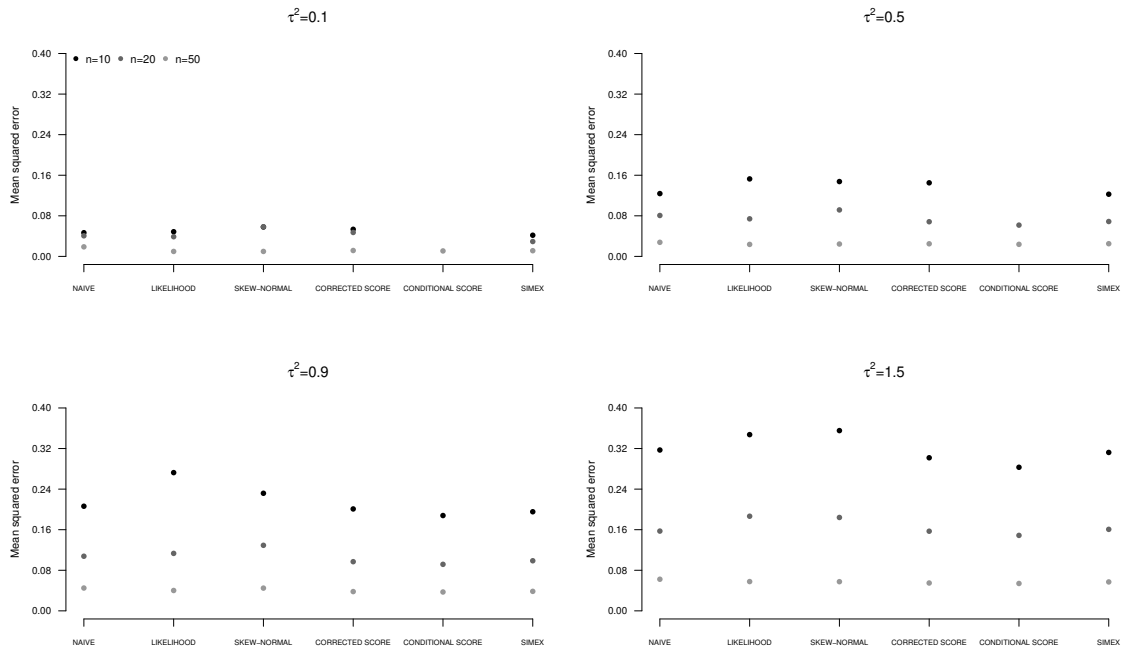 τ²=0.1
Mean squared error
0.40
0.32
0.24
0.16
0.08
0.00
n=10 n=20 n=50
NAIVE LIKELIHOOD SKEW−NORMAL CORRECTED SCORE CONDITIONAL SCORE SIMEX
τ²=0.5
Mean squared error
0.40
0.32
0.24
0.16
0.08
0.00
NAIVE LIKELIHOOD SKEW−NORMAL CORRECTED SCORE CONDITIONAL SCORE SIMEX
τ²=0.9
Mean squared error
0.40
0.32
0.24
0.16
0.08
0.00
NAIVE LIKELIHOOD SKEW−NORMAL CORRECTED SCORE CONDITIONAL SCORE SIMEX
τ²=1.5
Mean squared error
0.40
0.32
0.24
0.16
0.08
0.00
NAIVE LIKELIHOOD SKEW−NORMAL CORRECTED SCORE CONDITIONAL SCORE SIMEX